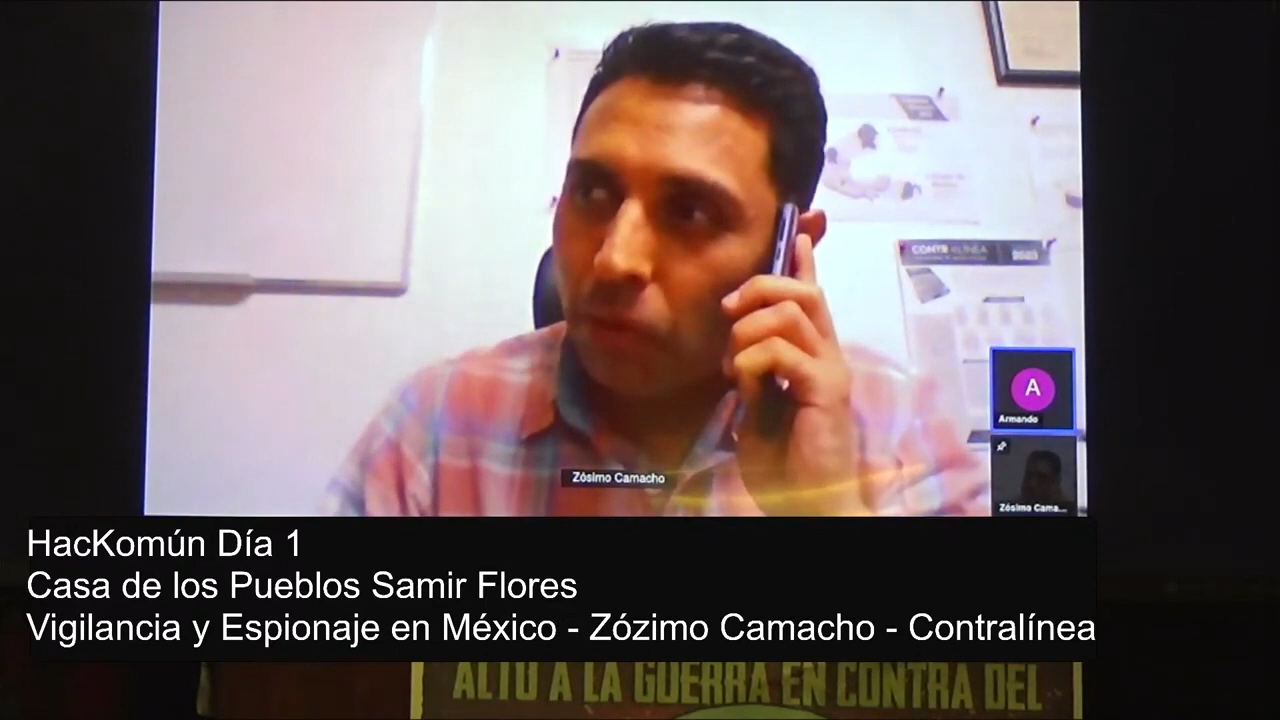 CONTRALÍNEA
A
Armando
Zósimo Camacho
Zósimo Cama...
HacKomún Día 1
Casa de los Pueblos Samir Flores
Vigilancia y Espionaje en México - Zózimo Camacho - Contralínea
ALTO A LA GUERRA EN CONTRA DEL